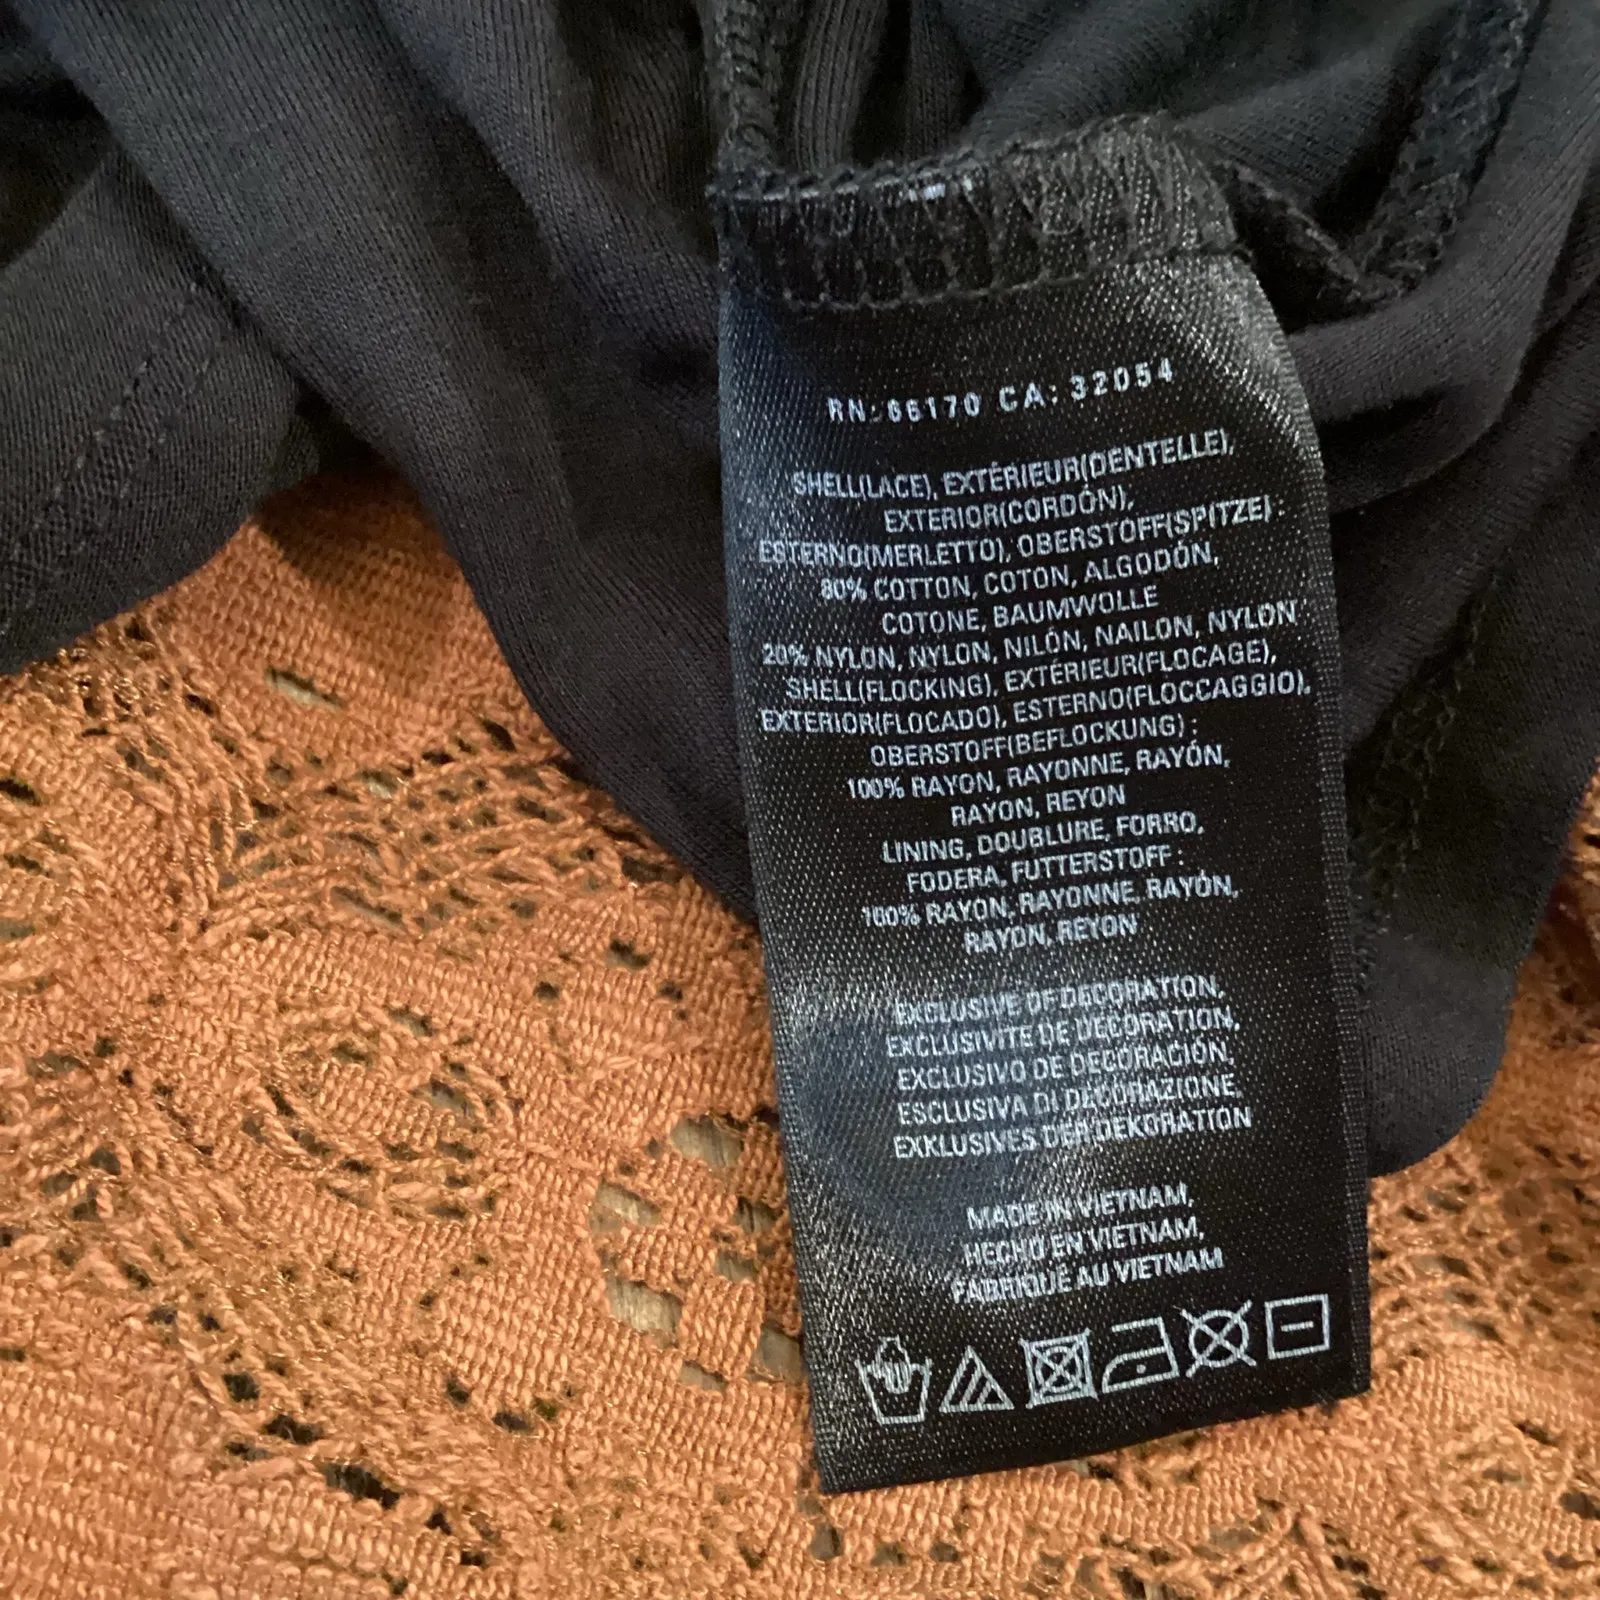 RN: 66170 CA: 32054
SHELL(LACE), EXTÉRIEUR(DENTELLE),
EXTERIOR(CORDÓN),
ESTERNO(MERLETTO), OBERSTOFF(SPITZE) :
80% COTTON, COTON, ALGODÓN,
COTONE, BAUMWOLLE
20% NYLON, NYLON, NILÓN, NAILON, NYLON
SHELL(FLOCKING), EXTÉRIEUR(FLOCAGE),
EXTERIOR(FLOCADO), ESTERNO(FLOCCAGGIO),
OBERSTOFF(BEFLOCKUNG) :
100% RAYON, RAYONNE, RAYÓN,
RAYON, REYON
LINING, DOUBLURE, FORRO,
FODERA, FUTTERSTOFF :
100% RAYON, RAYONNE, RAYÓN,
RAYON, REYON
EXCLUSIVE OF DECORATION,
EXCLUSIVITE DE DECORATION,
EXCLUSIVO DE DECORACIÓN,
ESCLUSIVA DI DECORAZIONE,
EXKLUSIVES DER DEKORATION
MADE IN VIETNAM,
HECHO EN VIETNAM,
FABRIQUÉ AU VIETNAM